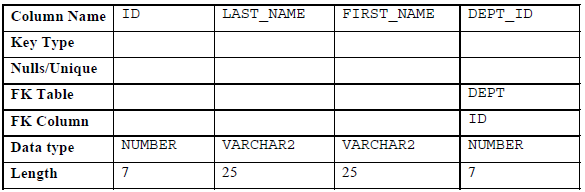 Column Name ID LAST_NAME FIRST_NAME DEPT_ID
Key Type
Nulls/Unique
FK Table DEPT
FK Column ID
Data type NUMBER VARCHAR2 VARCHAR2 NUMBER
Length 7 25 25 7